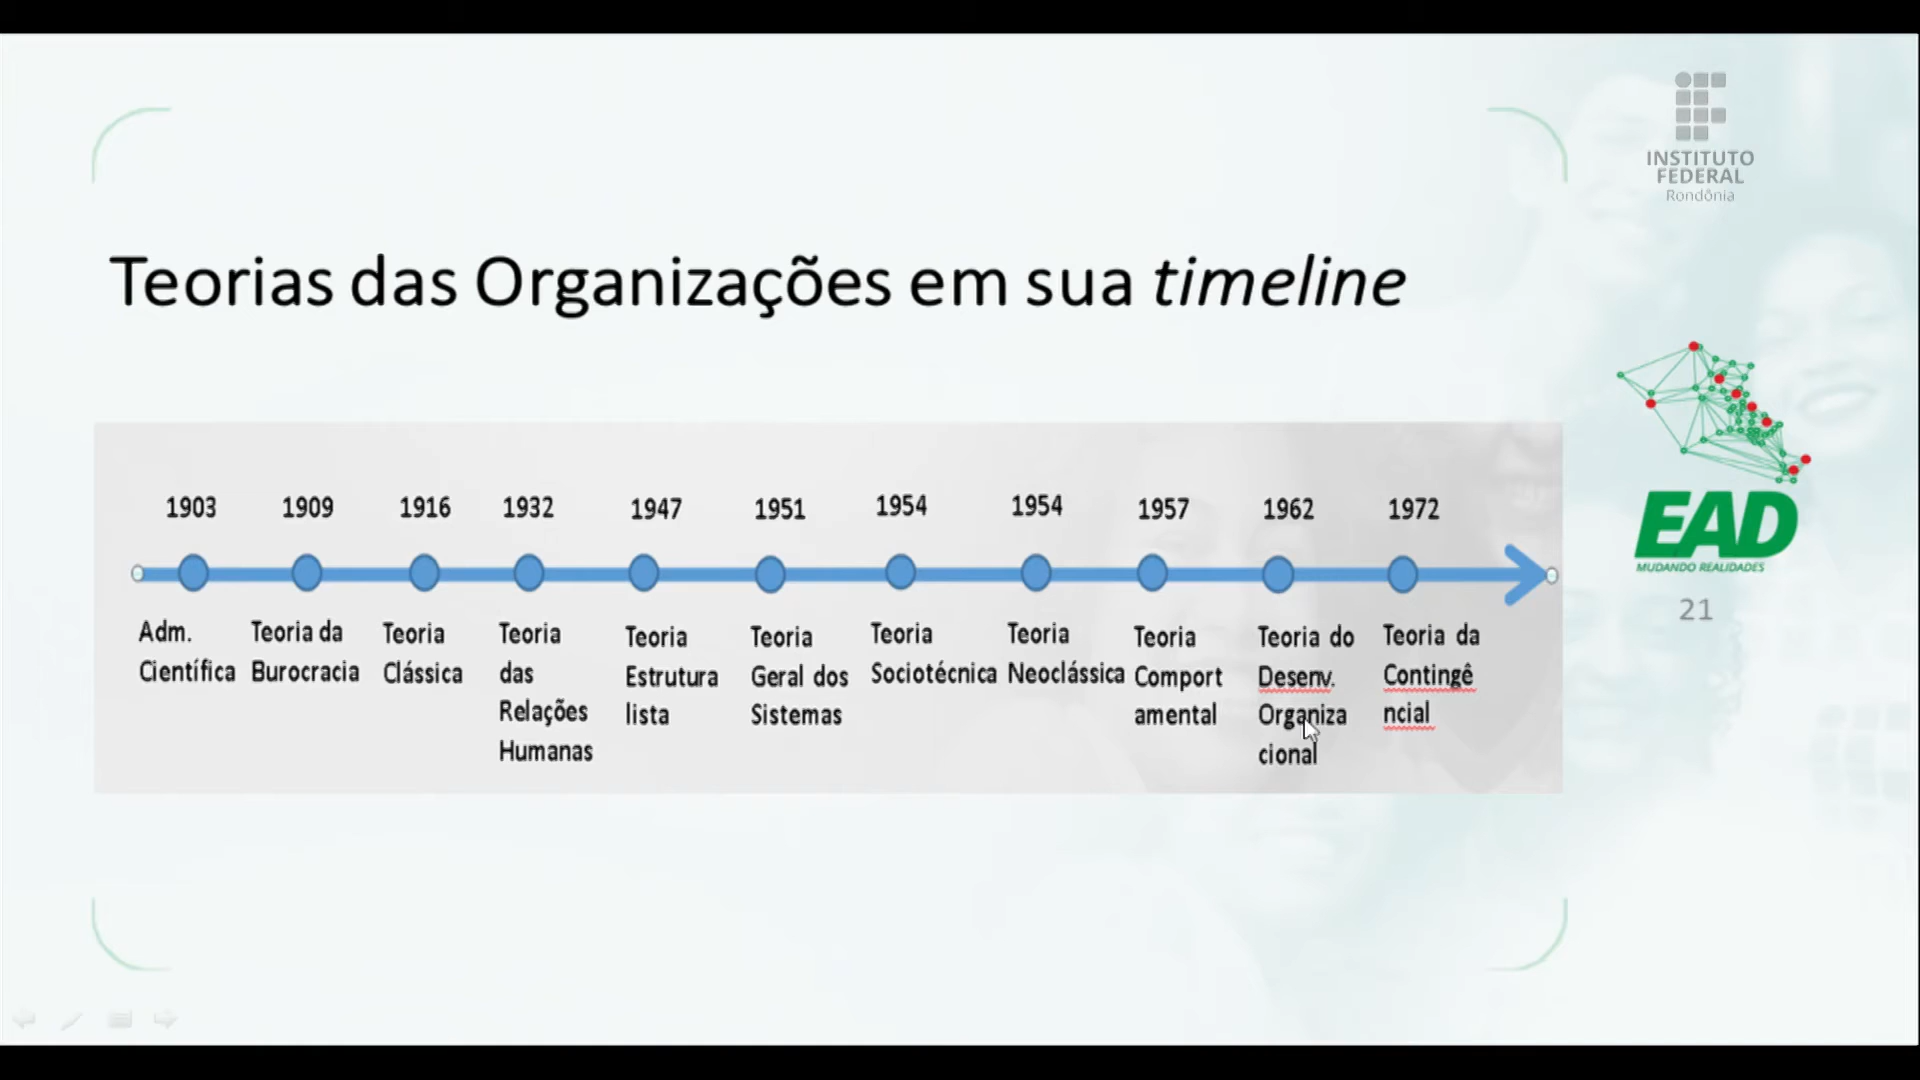 INSTITUTO
FEDERAL
Rondônia
Teorias das Organizações em sua timeline
1903 1909 1916 1932 1947 1951 1954 1954 1957 1962 1972
Adm.
Científica
Teoria da
Burocracia
Teoria
Clássica
Teoria
das
Relações
Humanas
Teoria
Estrutura
lista
Teoria
Geral dos
Sistemas
Teoria
Sociotécnica
Teoria
Neoclássica
Teoria
Comport
amental
Teoria do
Desenv.
Organiza
cional
Teoria da
Contingê
ncial
EAD
MUDANDO REALIDADES
21